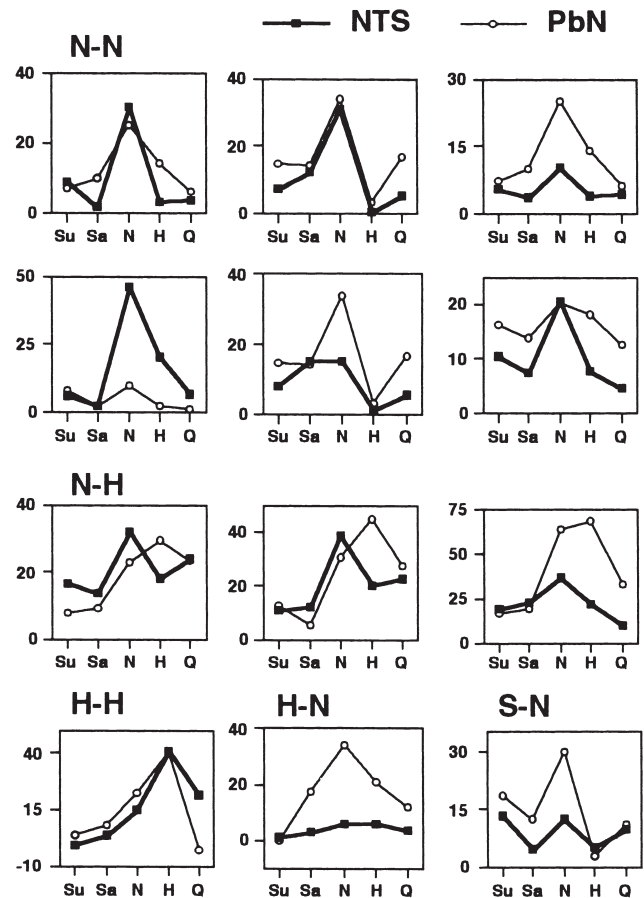 NTS PbN
N-N
40 40 30
20 20 15
0 0 0
Su Sa N H Q Su Sa N H Q Su Sa N H Q
50 40 20
25 20 10
0 0 0
Su Sa N H Q Su Sa N H Q Su Sa N H Q
N-H
40 40 75
20 20 50
0 0 25
0
Su Sa N H Q Su Sa N H Q Su Sa N H Q
H-H H-N S-N
40 40 30
15 20 15
-10 0 0
Su Sa N H Q Su Sa N H Q Su Sa N H Q